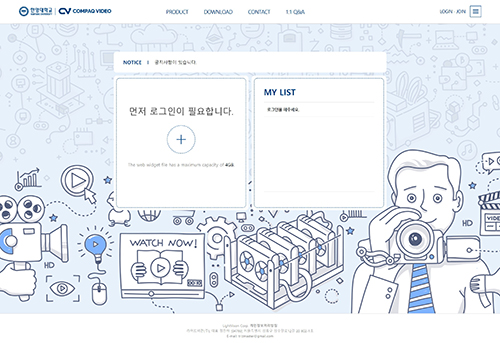 한양대학교 CV COMPAQ VIDEO
PRODUCT DOWNLOAD CONTACT 1:1 Q&A
LOGIN JOIN
NOTICE 공지사항이 있습니다.
먼저 로그인이 필요합니다.
The web widget file has a maximum capacity of 4GB.
MY LIST
로그인을 해주세요.
HD
WATCH NOW!
HD
VIDEO